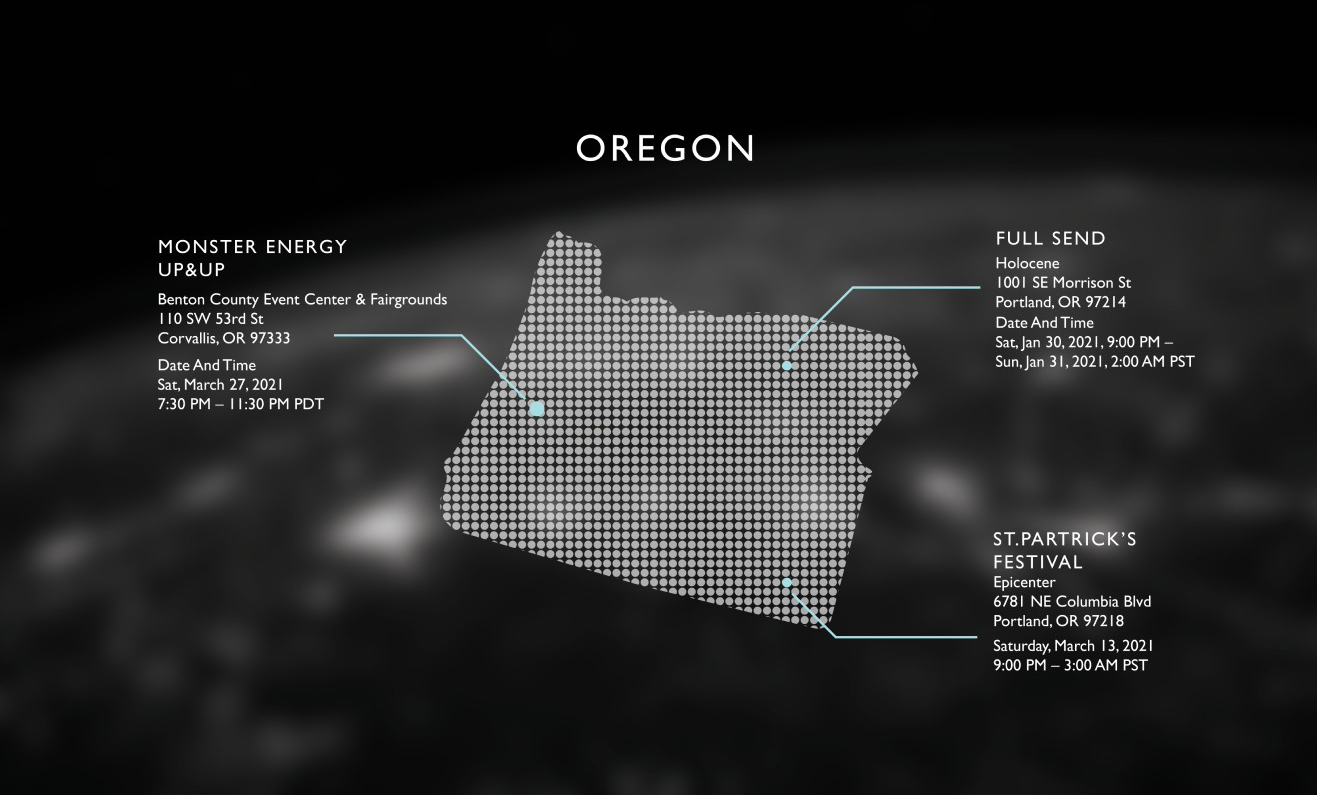 OREGON
MONSTER ENERGY
UP&UP
Benton County Event Center & Fairgrounds
110 SW 53rd St
Corvallis, OR 97333
Date And Time
Sat, March 27, 2021
7:30 PM – 11:30 PM PDT
FULL SEND
Holocene
1001 SE Morrison St
Portland, OR 97214
Date And Time
Sat, Jan 30, 2021, 9:00 PM –
Sun, Jan 31, 2021, 2:00 AM PST
ST.PARTRICK’S
FESTIVAL
Epicenter
6781 NE Columbia Blvd
Portland, OR 97218
Saturday, March 13, 2021
9:00 PM – 3:00 AM PST